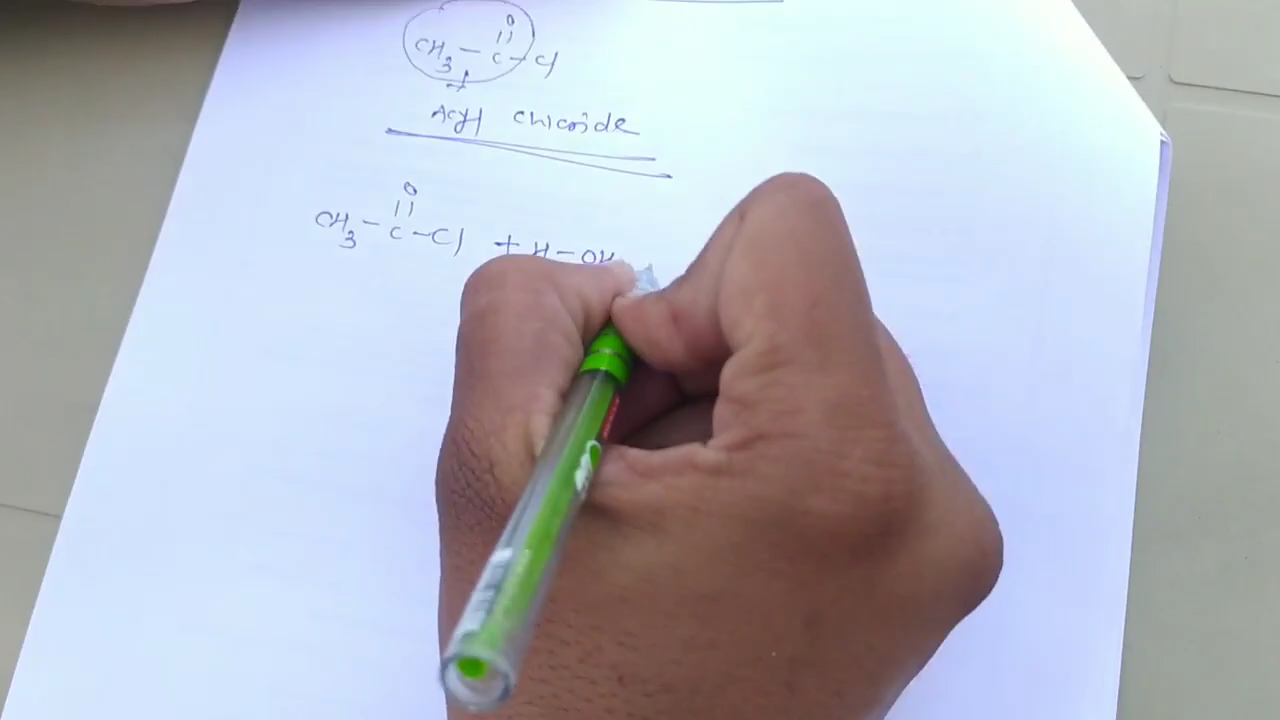 O
CH3 – C – Cl
Acyl chloride
O
CH3 – C – Cl + H – OH